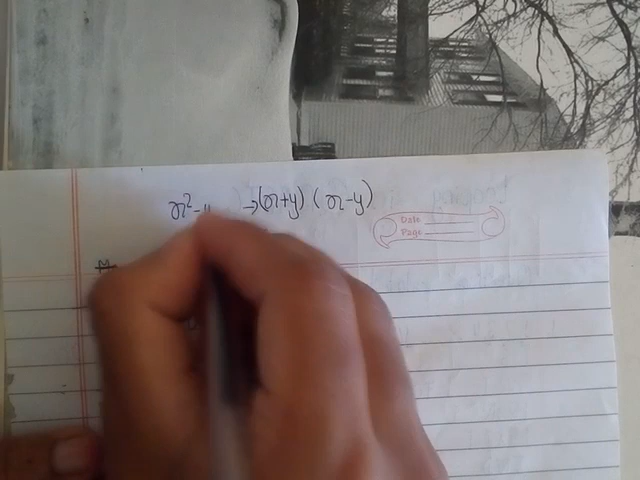 x²-y →(x+y) (x-y)
Date
Page